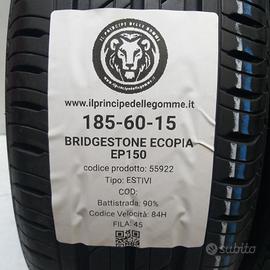 IL PRINCIPE DELLE GOMME
www.ilprincipedellegomme.it
185-60-15
BRIDGESTONE ECOPIA
EP150
codice prodotto: 55922
Tipo: ESTIVI
COD:
Battistrada: 90%
Codice Velocità: 84H
FILA: 45
subito